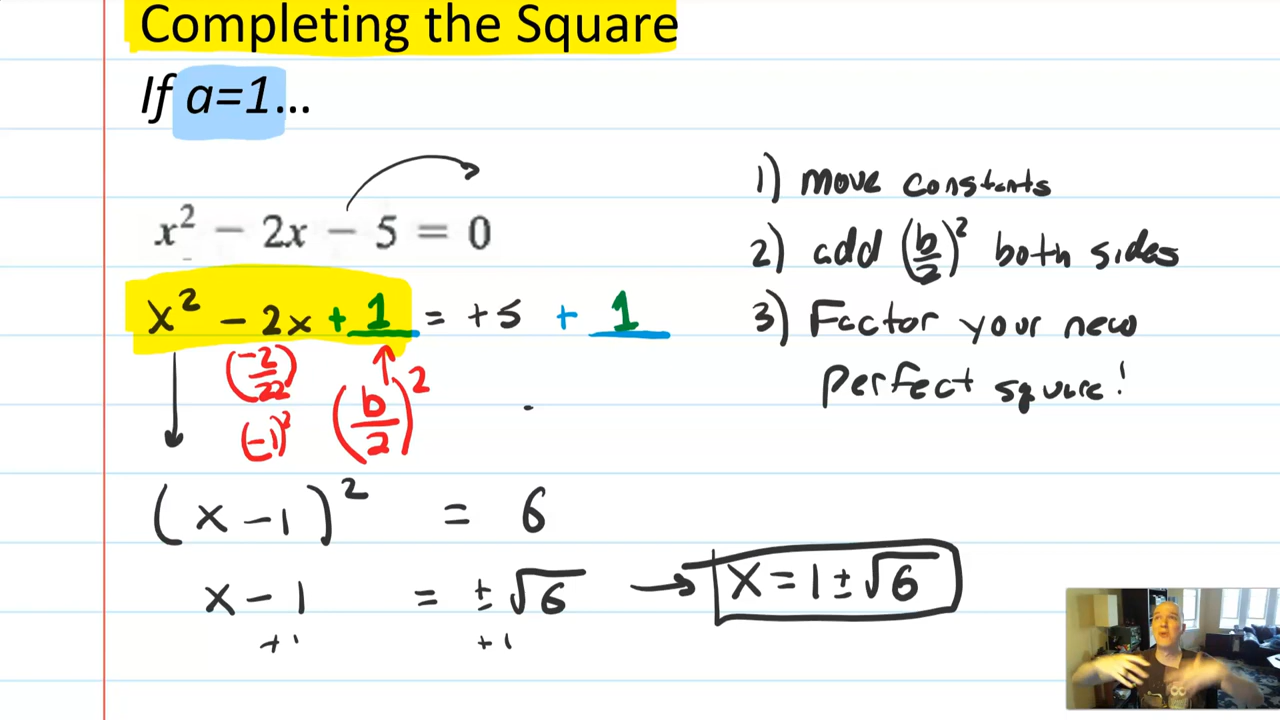 Completing the Square
If a=1...
x² − 2x − 5 = 0
x² − 2x + 1 = +5 + 1
(-2/2)²
(-1)²
(b/2)²
(x − 1)² = 6
x − 1 = ±√6 → x = 1 ± √6
+1 +1
1) move constants
2) add (b/2)² both sides
3) Factor your new
perfect square!